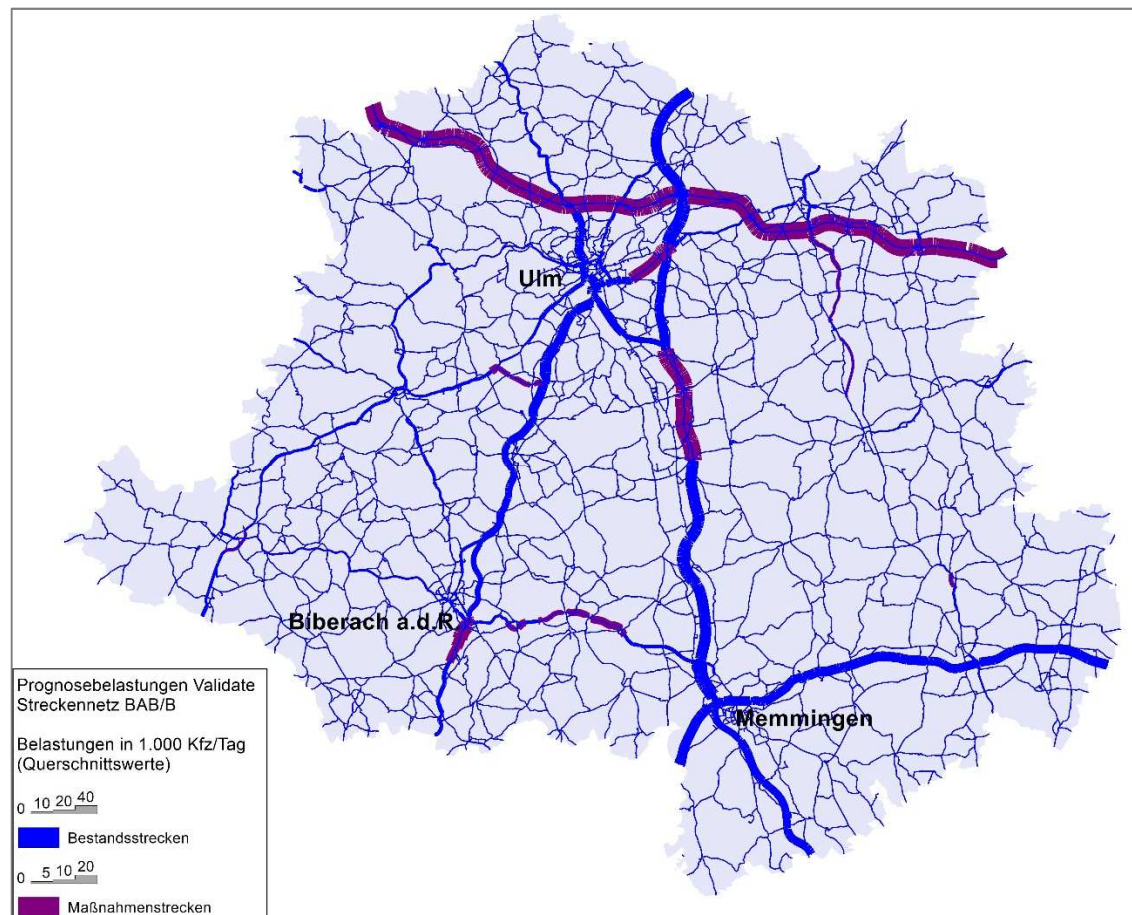 Ulm
Biberach a.d.R.
Memmingen
Prognosebelastungen Validate
Streckennetz BAB/B
Belastungen in 1.000 Kfz/Tag
(Querschnittswerte)
0 10 20 40
Bestandsstrecken
0 5 10 20
Maßnahmenstrecken